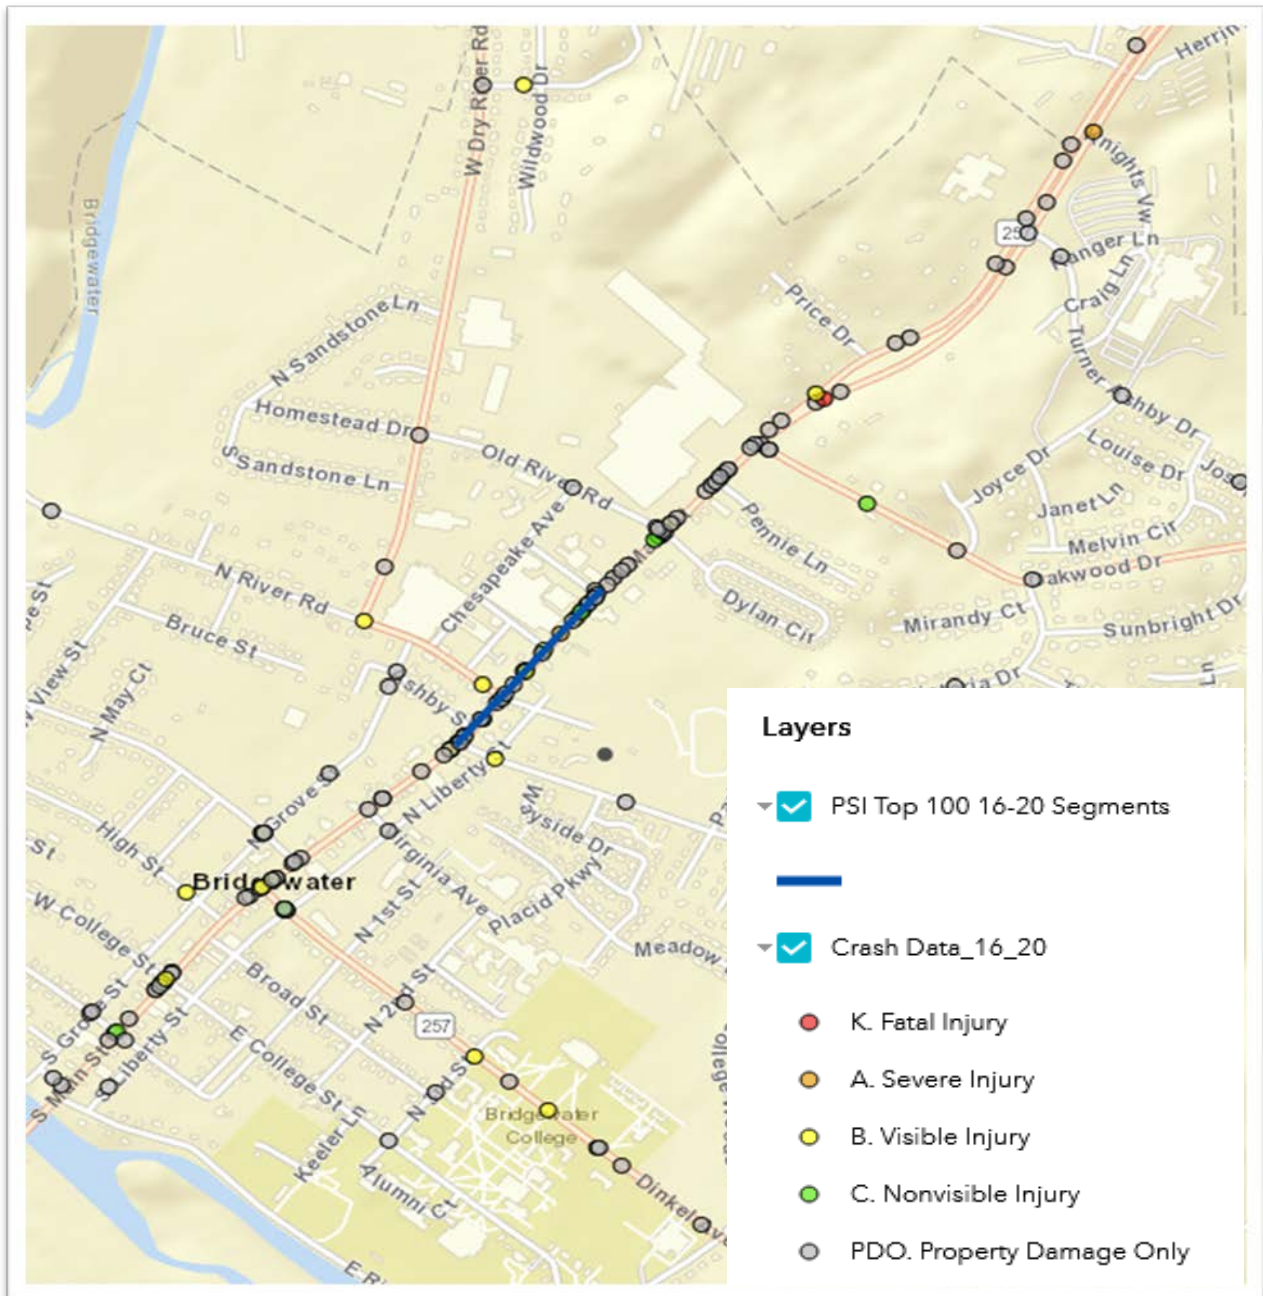 Herrin
W Dry River Rd
Wildwood Dr
Knights Vw
Bridgewater
Ranger Ln
Craig Ln
Price Dr
N Sandstone Ln
Turner Ashby Dr
Homestead Dr
Old River Rd
Louise Dr
Joyce Dr
S Sandstone Ln
Janet Ln
Chesapeake Ave
Pennie Ln
Melvin Cir
Oakwood Dr
N River Rd
Dylan Cir
Mirandy Ct
Sunbright Dr
Bruce St
View St
N May Ct
Ashby S
Ln
N Liberty
Wayside Dr
N Grove S
High St
St
Virginia Ave
Bridgewater
Placid Pkwy
N 1st St
W College St
Meadow
Broad St
N 2nd St
S Grove St
257
E College St
S Liberty St
S Main St
N 3rd S
Bridgewater
College
Keeler Ln
Alumni Ct
Dinkel Av
Layers
PSI Top 100 16-20 Segments
Crash Data_16_20
K. Fatal Injury
A. Severe Injury
B. Visible Injury
C. Nonvisible Injury
PDO. Property Damage Only